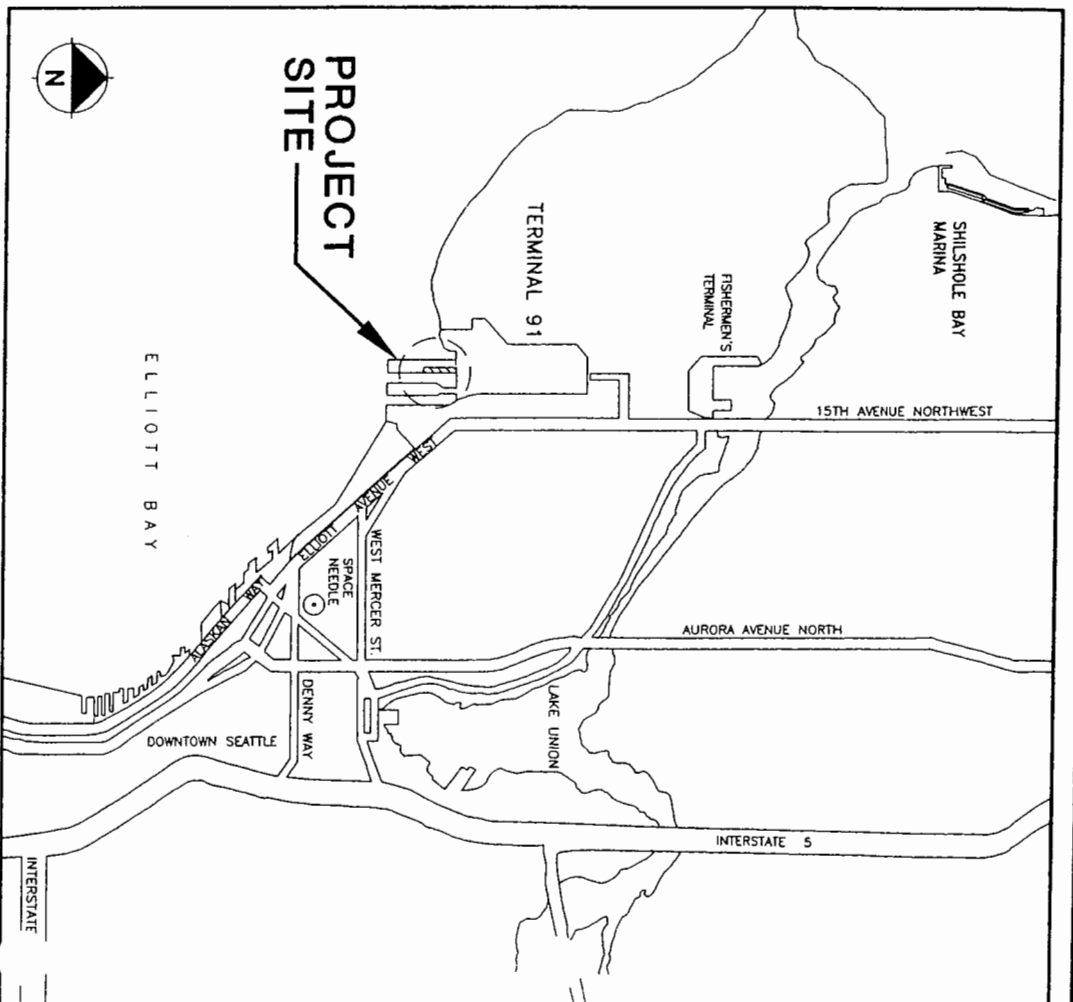 N
PROJECT
SITE
TERMINAL 91
SHILSHOLE BAY
MARINA
FISHERMEN'S
TERMINAL
15TH AVENUE NORTHWEST
ELLIOTT BAY
ELLIOTT AVENUE WEST
WEST MERCER ST.
SPACE
NEEDLE
ALASKAN WAY
AURORA AVENUE NORTH
LAKE UNION
DENNY WAY
DOWNTOWN SEATTLE
INTERSTATE 5
INTERSTATE